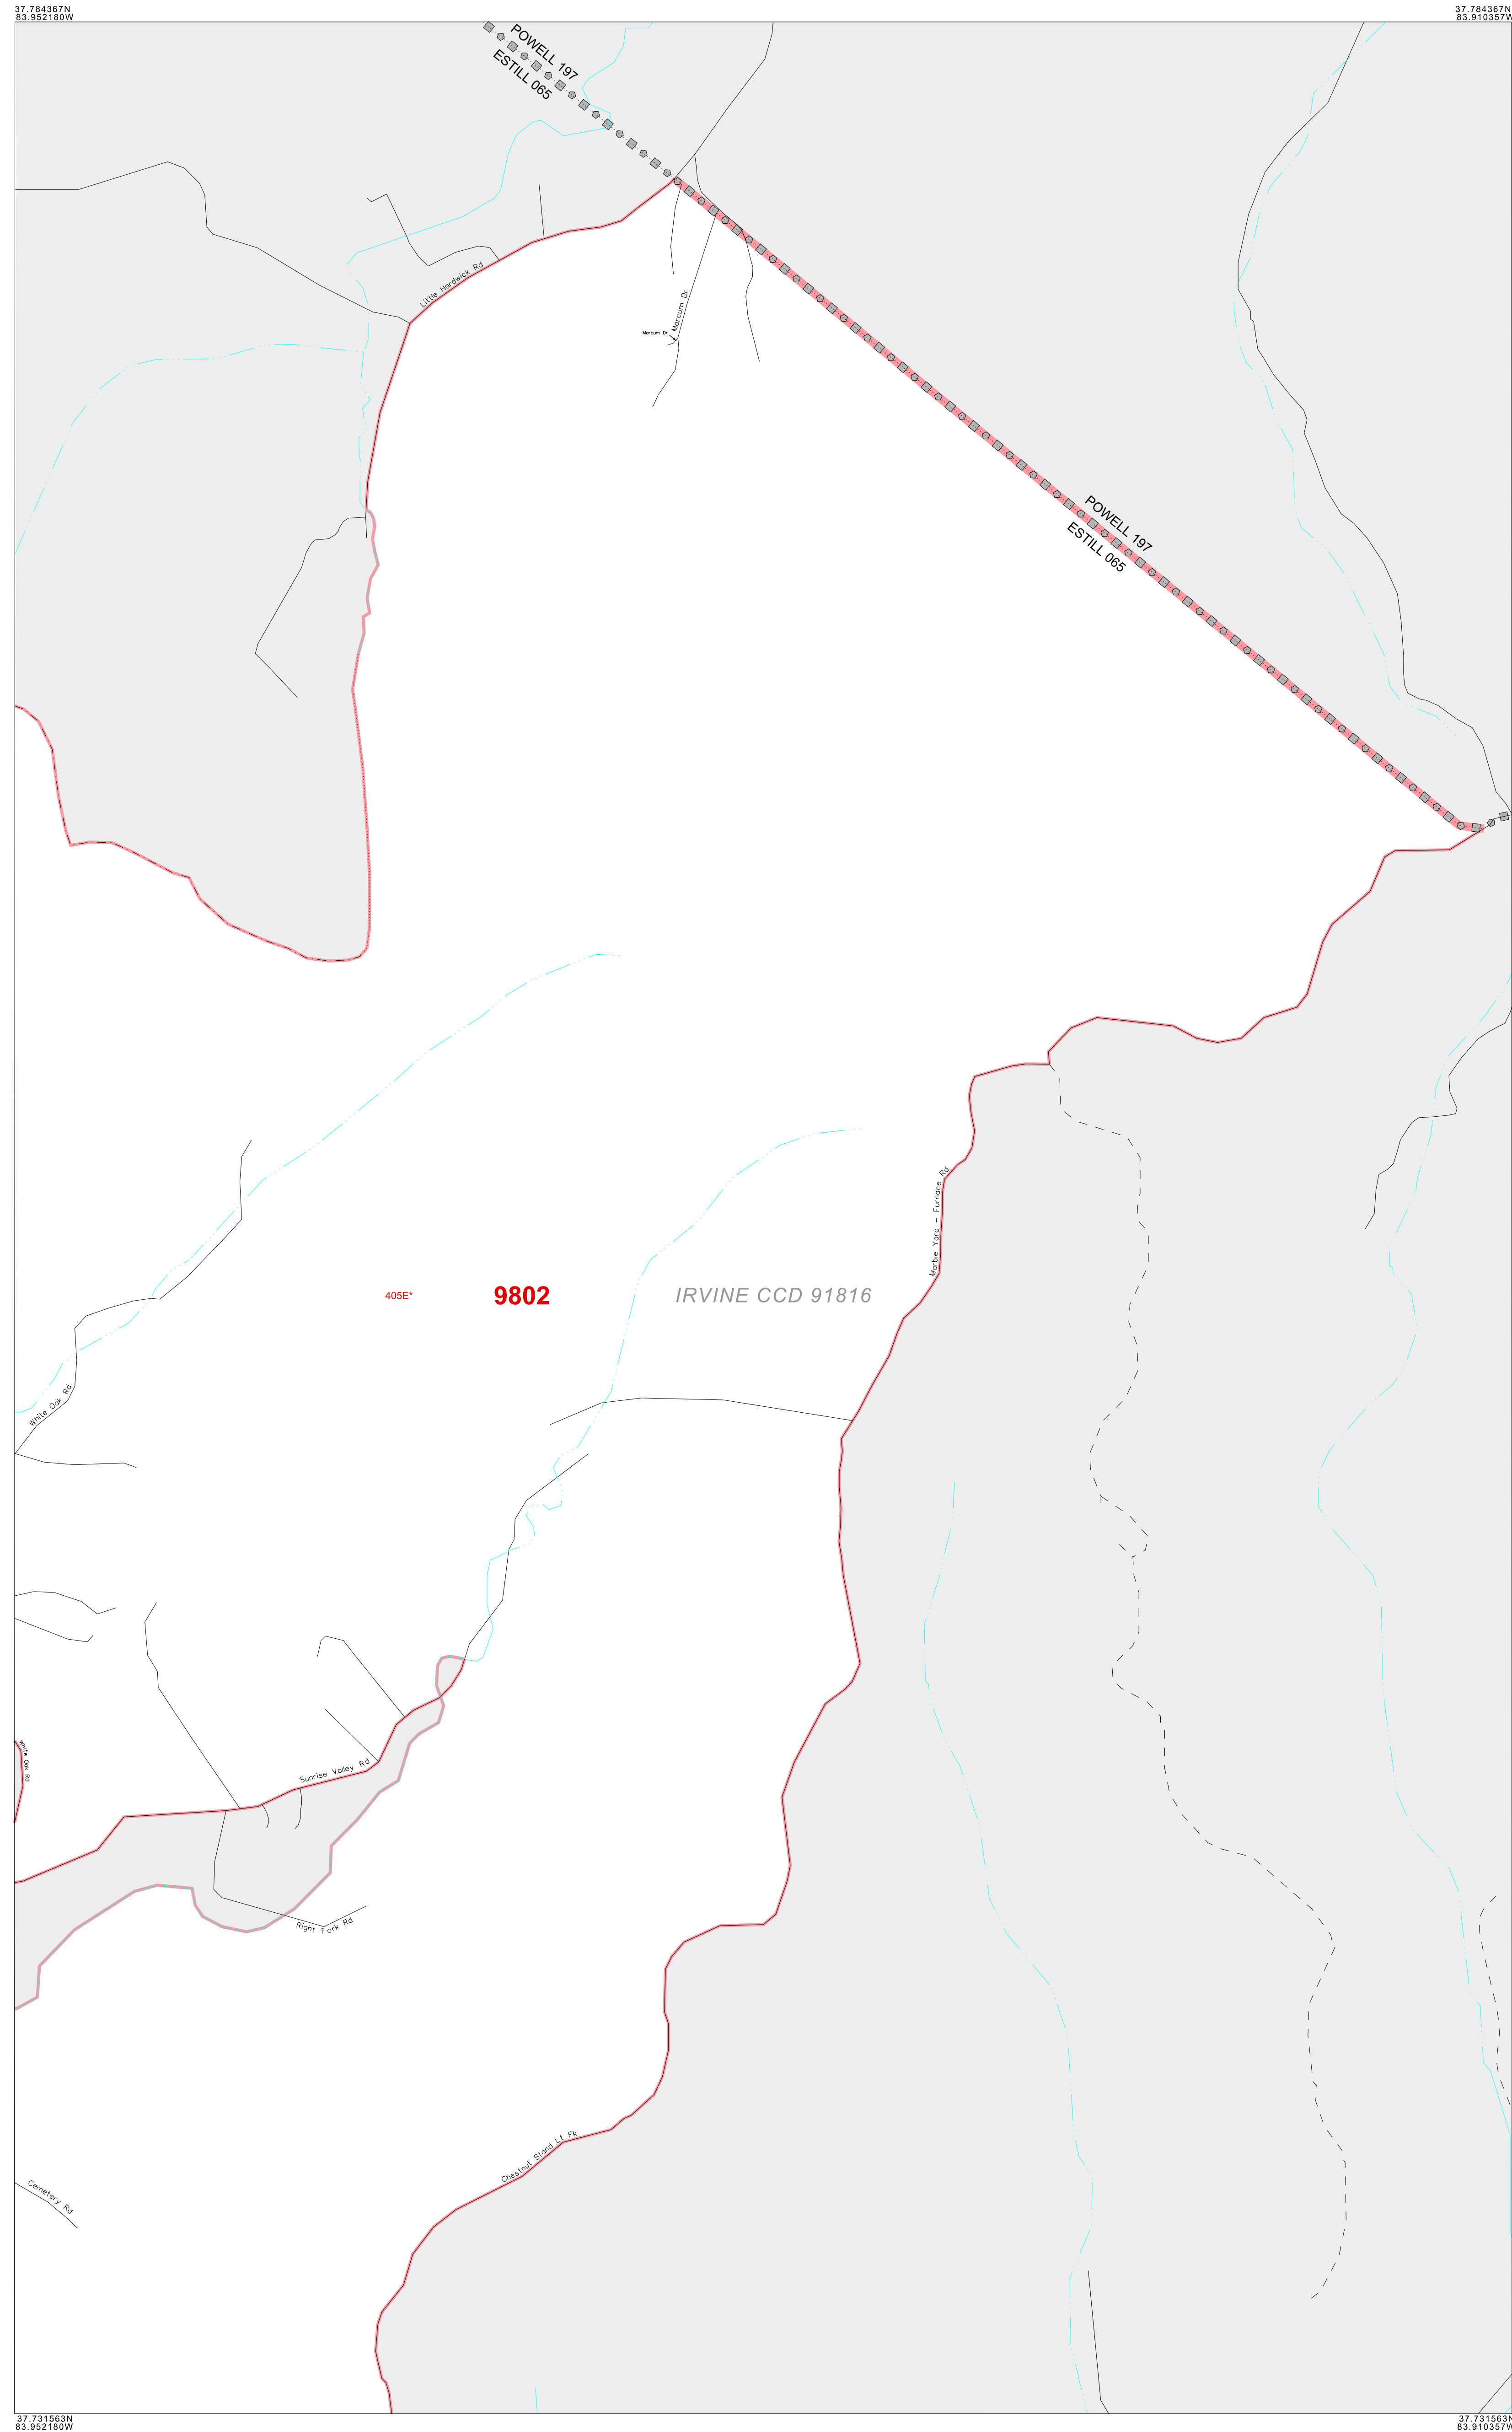 37.784367N
83.952180W
37.784367N
83.910357W
POWELL 197
ESTILL 065
Little Hardwick Rd
Marcum Dr
Marcum Dr
POWELL 197
ESTILL 065
Marble Yard - Furnace Rd
405E*
9802
IRVINE CCD 91816
White Oak Rd
White Oak Rd
Sunrise Valley Rd
Right Fork Rd
Chestnut Stand Lt Fk
Cemetery Rd
37.731563N
83.952180W
37.731563N
83.910357W